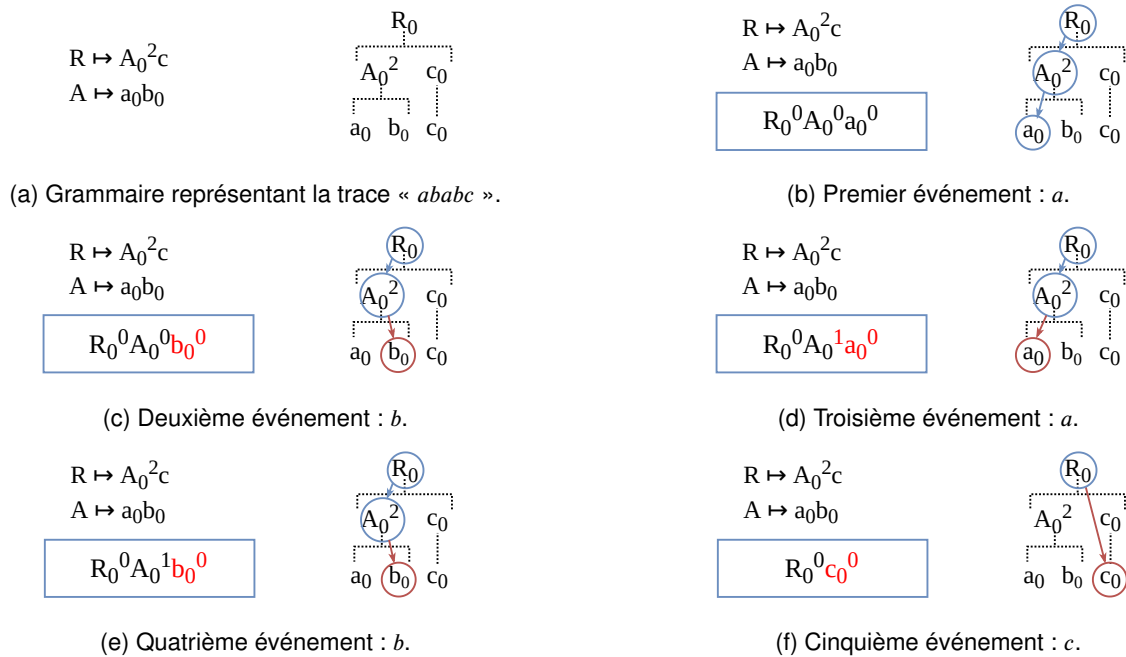 R ↦ A₀²c
A ↦ a₀b₀
R₀
A₀² c₀
a₀ b₀ c₀
(a) Grammaire représentant la trace « ababc ».
R ↦ A₀²c
A ↦ a₀b₀
R₀⁰A₀⁰a₀⁰
R₀
A₀² c₀
a₀ b₀ c₀
(b) Premier événement : a.
R ↦ A₀²c
A ↦ a₀b₀
R₀⁰A₀⁰b₀⁰
R₀
A₀² c₀
a₀ b₀ c₀
(c) Deuxième événement : b.
R ↦ A₀²c
A ↦ a₀b₀
R₀⁰A₀¹a₀⁰
R₀
A₀² c₀
a₀ b₀ c₀
(d) Troisième événement : a.
R ↦ A₀²c
A ↦ a₀b₀
R₀⁰A₀¹b₀⁰
R₀
A₀² c₀
a₀ b₀ c₀
(e) Quatrième événement : b.
R ↦ A₀²c
A ↦ a₀b₀
R₀⁰c₀⁰
R₀
A₀² c₀
a₀ b₀ c₀
(f) Cinquième événement : c.